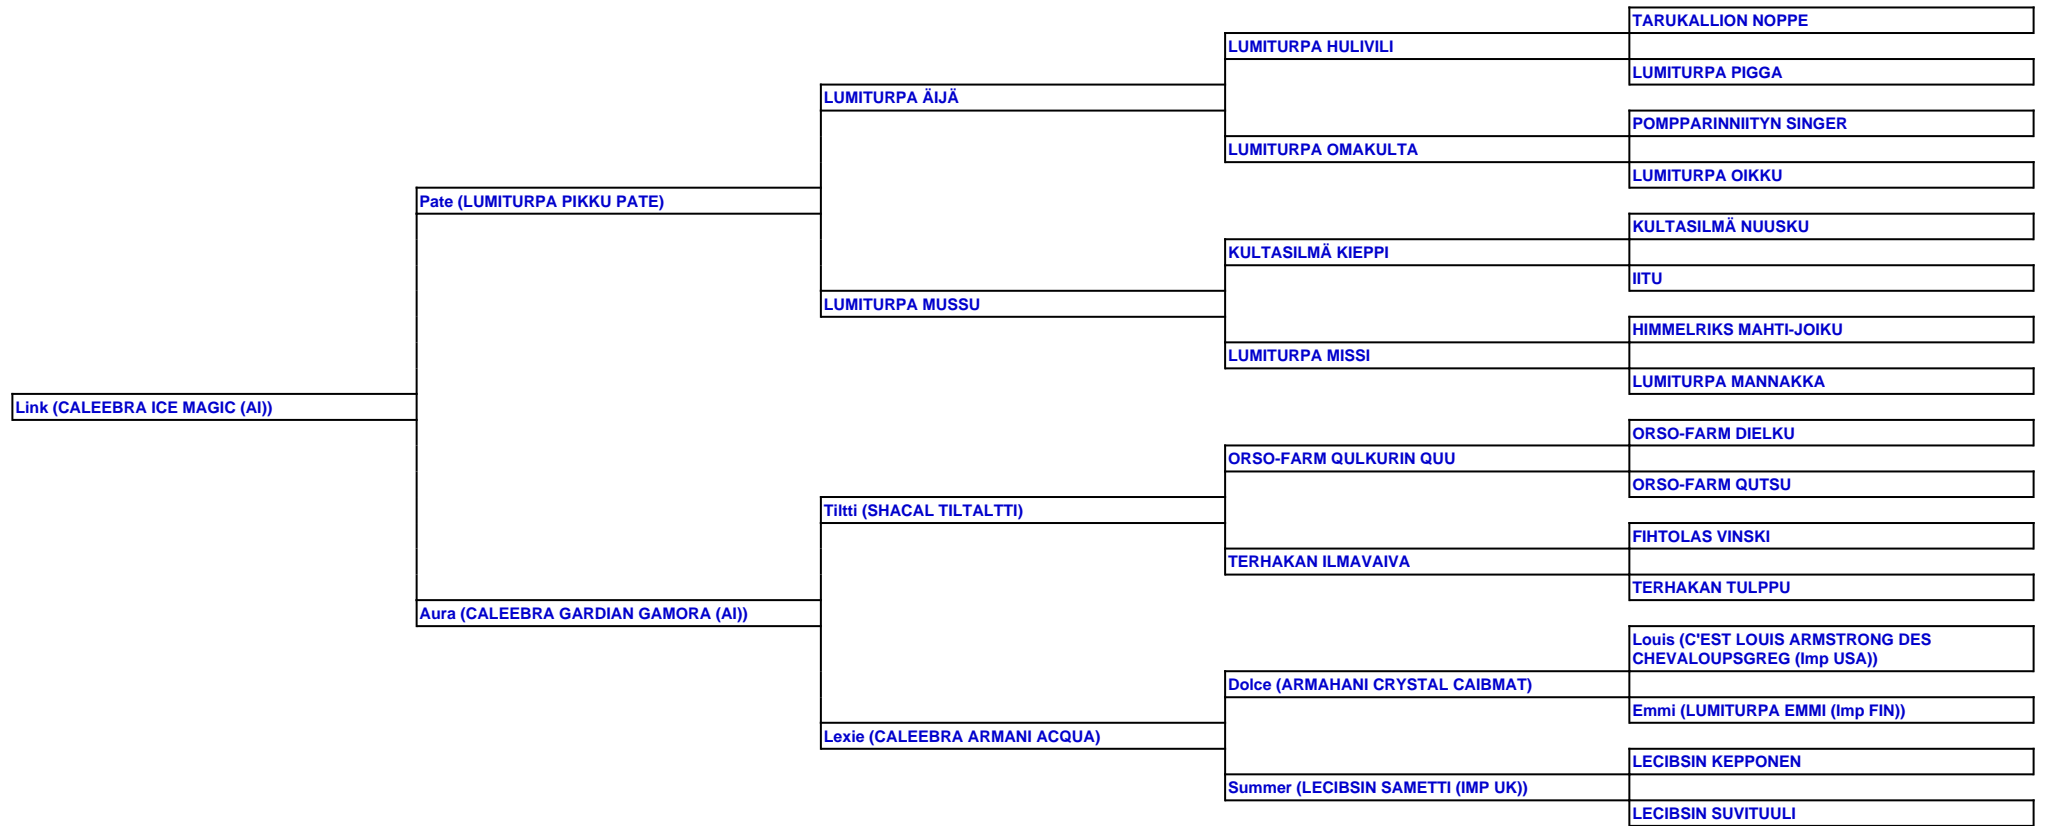 TARUKALLION NOPPE
LUMITURPA HULIVILI
LUMITURPA PIGGA
LUMITURPA ÄIJÄ
POMPPARINNIITYN SINGER
LUMITURPA OMAKULTA
LUMITURPA OIKKU
Pate (LUMITURPA PIKKU PATE)
KULTASILMÄ NUUSKU
KULTASILMÄ KIEPPI
IITU
LUMITURPA MUSSU
HIMMELRIKS MAHTI-JOIKU
LUMITURPA MISSI
LUMITURPA MANNAKKA
Link (CALEEBRA ICE MAGIC (AI))
ORSO-FARM DIELKU
ORSO-FARM QULKURIN QUU
ORSO-FARM QUTSU
Tiltti (SHACAL TILTALTTI)
FIHTOLAS VINSKI
TERHAKAN ILMAVAIVA
TERHAKAN TULPPU
Aura (CALEEBRA GARDIAN GAMORA (AI))
Louis (C'EST LOUIS ARMSTRONG DES
CHEVALOUPSGREG (Imp USA))
Dolce (ARMAHANI CRYSTAL CAIBMAT)
Emmi (LUMITURPA EMMI (Imp FIN))
Lexie (CALEEBRA ARMANI ACQUA)
LECIBSIN KEPPONEN
Summer (LECIBSIN SAMETTI (IMP UK))
LECIBSIN SUVITUULI